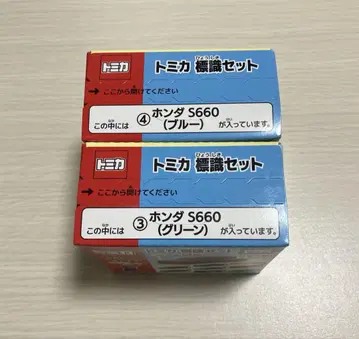 トミカ
トミカ 標識セット
ひょうしき
→ ここから開けてください
この中には ④ ホンダ S660 (ブルー) が入っています。
トミカ
トミカ 標識セット
ひょうしき
→ ここから開けてください
この中には ③ ホンダ S660 (グリーン) が入っています。